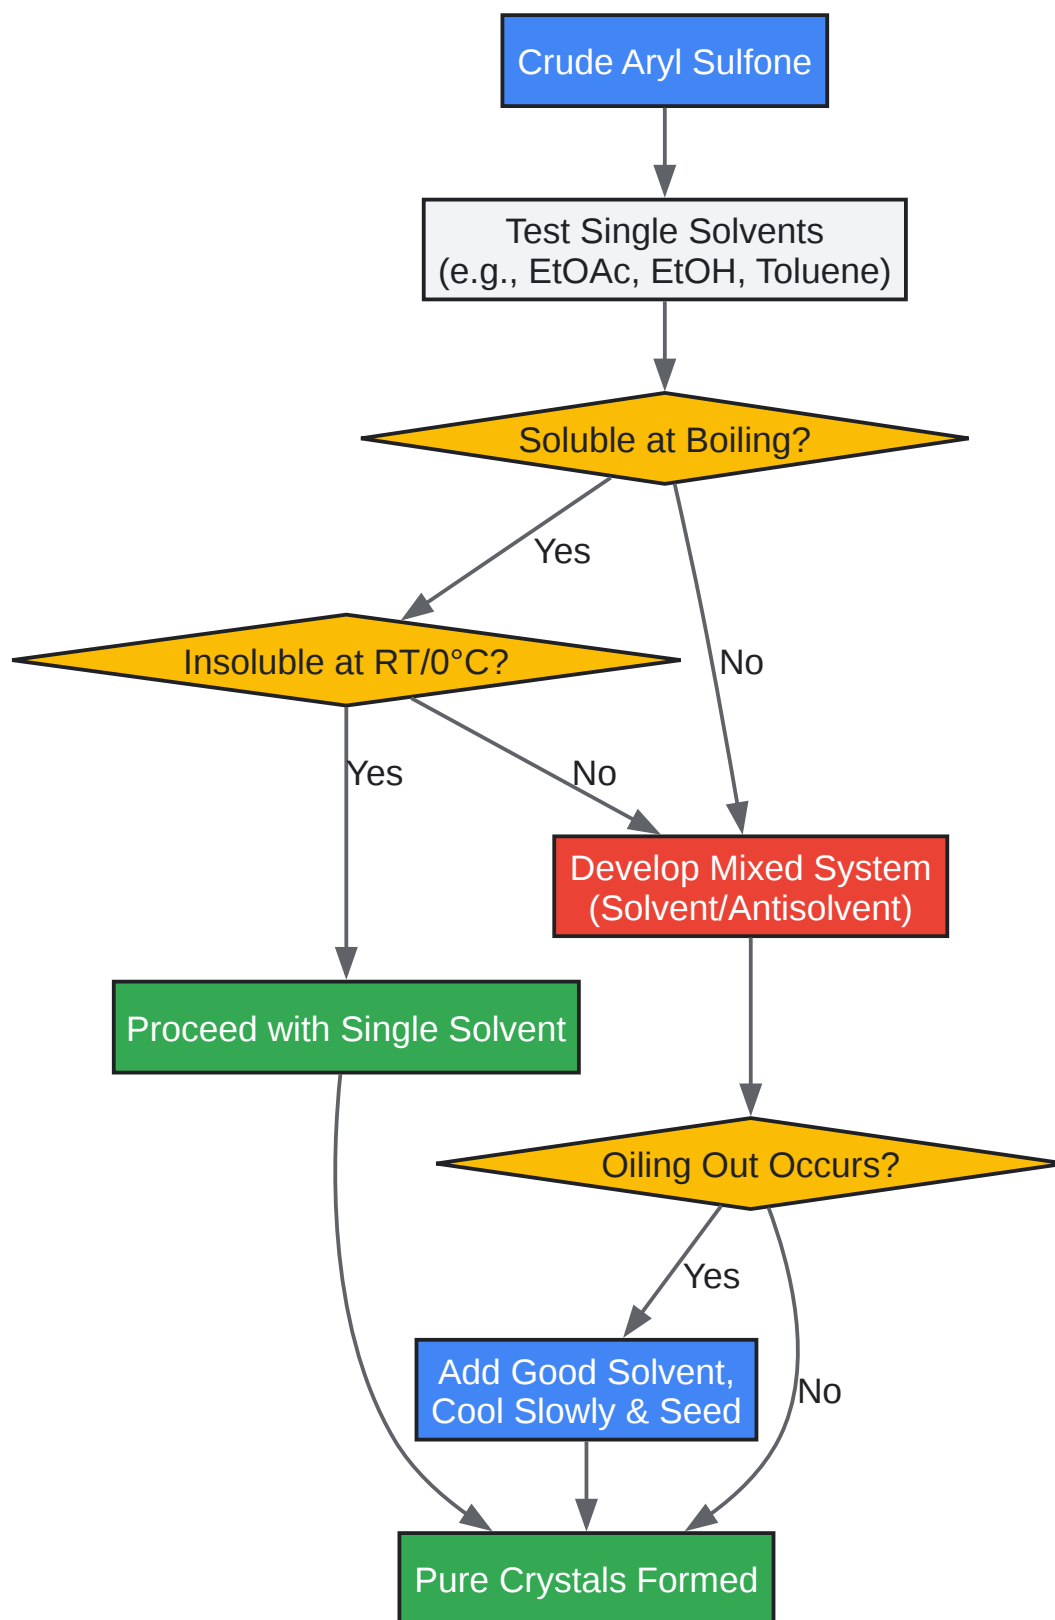 Crude Aryl Sulfone
Test Single Solvents
(e.g., EtOAc, EtOH, Toluene)
Soluble at Boiling?
Yes
Insoluble at RT/0°C?
No
Yes
No
Develop Mixed System
(Solvent/Antisolvent)
Proceed with Single Solvent
Oiling Out Occurs?
Yes
Add Good Solvent,
Cool Slowly & Seed
No
Pure Crystals Formed